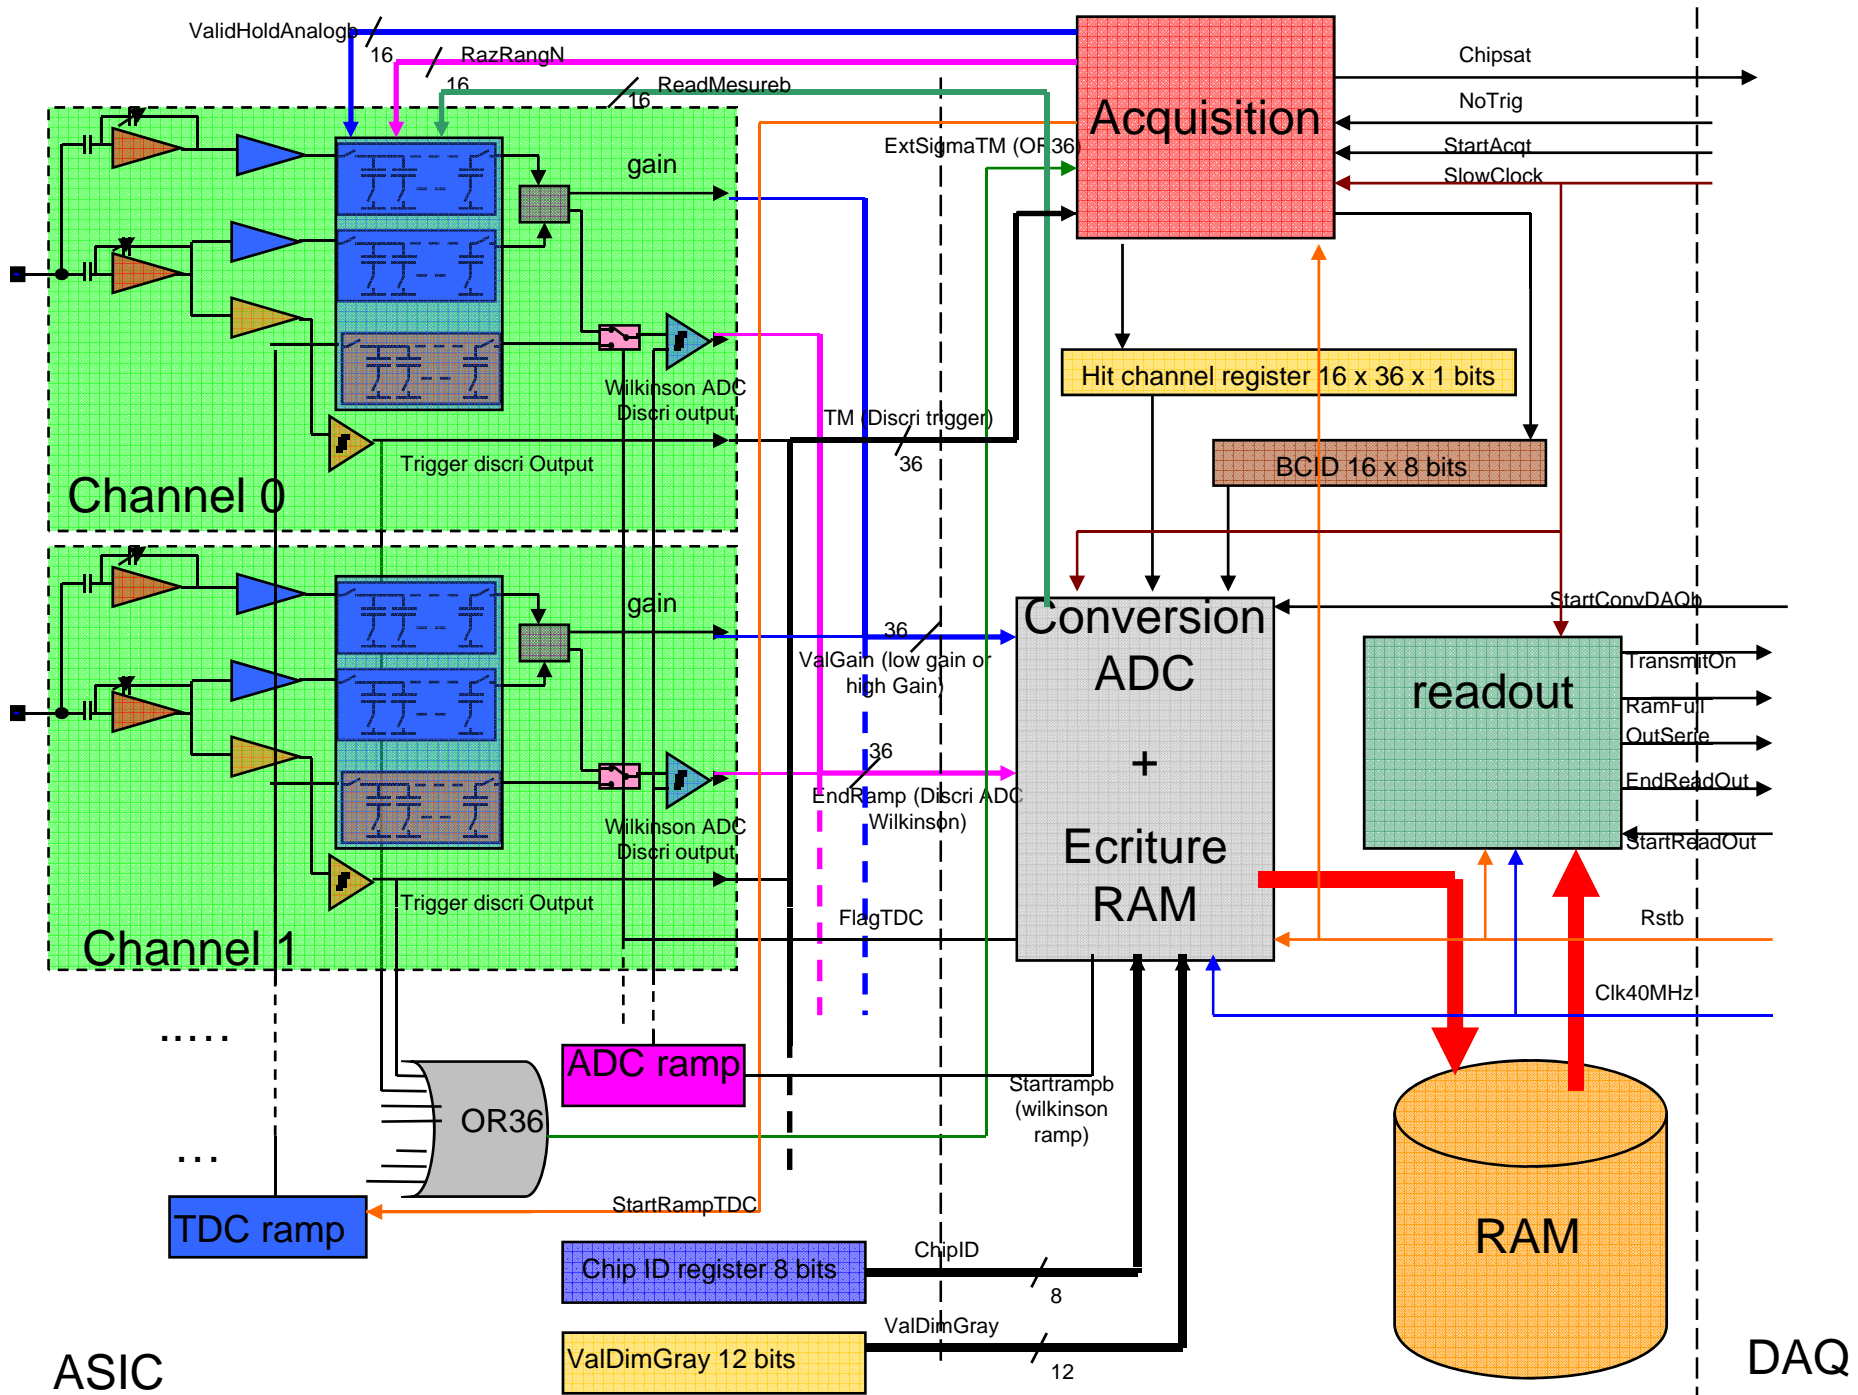 ValidHoldAnalogb
16
RazRangN
16
ReadMesureb
16
Acquisition
Chipsat
NoTrig
StartAcqt
SlowClock
ExtSigmaTM (OR36)
gain
Wilkinson ADC
Discri output
TM (Discri trigger)
36
Trigger discri Output
Channel 0
Hit channel register 16 x 36 x 1 bits
BCID 16 x 8 bits
gain
36
ValGain (low gain or
high Gain)
Conversion
ADC
+
Ecriture
RAM
StartConvDAQb
readout
TransmitOn
RamFull
OutSerie
EndReadOut
StartReadOut
36
EndRamp (Discri ADC
Wilkinson)
Wilkinson ADC
Discri output
Trigger discri Output
Channel 1
FlagTDC
Rstb
Clk40MHz
.....
ADC ramp
Startrampb
(wilkinson
ramp)
OR36
...
StartRampTDC
TDC ramp
RAM
Chip ID register 8 bits
ChipID
8
ValDimGray 12 bits
ValDimGray
12
ASIC
DAQ